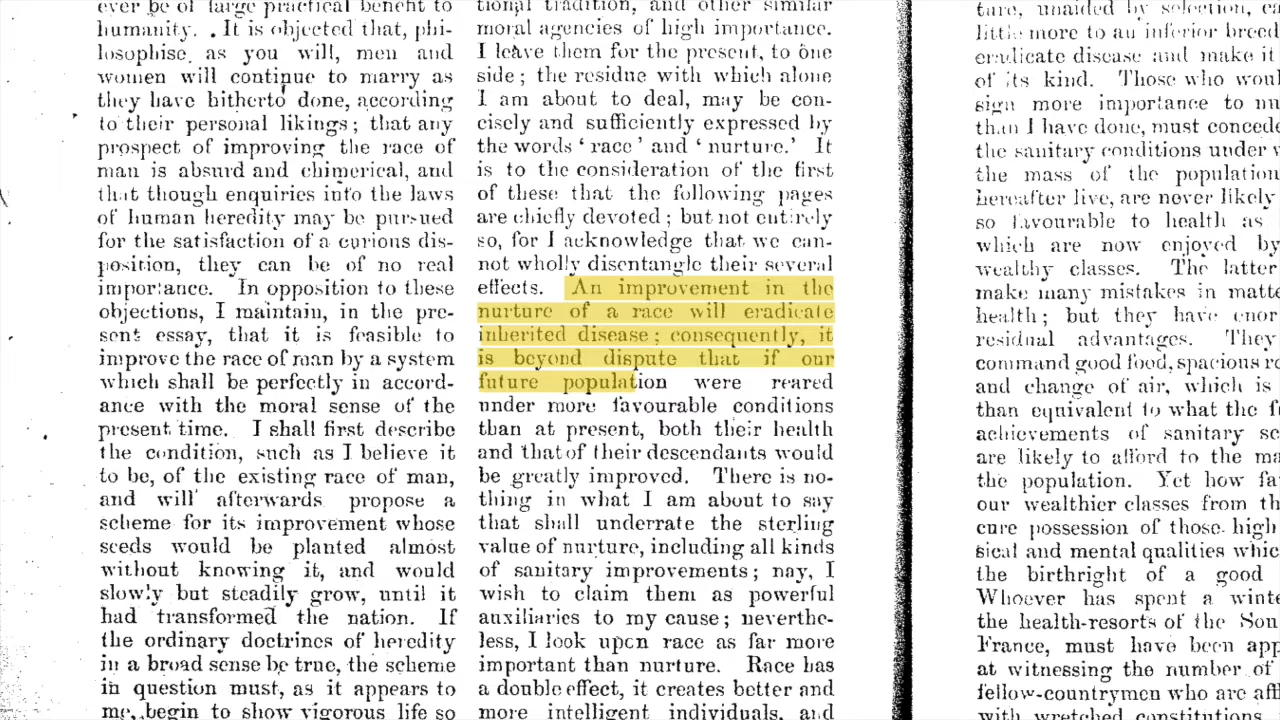 ever be of large practical benefit to
humanity. . It is objected that, phi-
losophise as you will, men and
women will continue to marry as
they have hitherto done, according
to their personal likings; that any
prospect of improving the race of
man is absurd and chimerical, and
that though enquiries into the laws
of human heredity may be pursued
for the satisfaction of a curious dis-
position, they can be of no real
importance. In opposition to these
objections, I maintain, in the pre-
sent essay, that it is feasible to
improve the race of man by a system
which shall be perfectly in accord-
ance with the moral sense of the
present time. I shall first describe
the condition, such as I believe it
to be, of the existing race of man,
and will afterwards propose a
scheme for its improvement whose
seeds would be planted almost
without knowing it, and would
slowly but steadily grow, until it
had transformed the nation. If
the ordinary doctrines of heredity
in a broad sense be true, the scheme
in question must, as it appears to
begin to show vigorous life
tional tradition, and other similar
moral agencies of high importance.
I leave them for the present, to one
side; the residue with which alone
I am about to deal, may be con-
cisely and sufficiently expressed by
the words ‘race’ and ‘nurture.’ It
is to the consideration of the first
of these that the following pages
are chiefly devoted; but not entirely
so, for I acknowledge that we can-
not wholly disentangle their several
effects. An improvement in the
nurture of a race will eradicate
inherited disease; consequently, it
is beyond dispute that if our
future population were reared
under more favourable conditions
than at present, both their health
and that of their descendants would
be greatly improved. There is no-
thing in what I am about to say
that shall underrate the sterling
value of nurture, including all kinds
of sanitary improvements; nay, I
wish to claim them as powerful
auxiliaries to my cause; neverthe-
less, I look upon race as far more
important than nurture. Race has
a double effect, it creates better and
more intelligent individuals, and
ture, unaided by selection, ca
little more to an inferior breed
eradicate disease and make it
of its kind. Those who woul
sign more importance to nu
than I have done, must concede
the sanitary conditions under w
the mass of the population
hereafter live, are never likely
so favourable to health as
which are now enjoyed by
wealthy classes. The latter
make many mistakes in matte
health; but they have enor
residual advantages. They
command good food, spacious ro
and change of air, which is
than equivalent to what the f
achievements of sanitary sc
are likely to afford to the ma
the population. Yet how fa
our wealthier classes from th
cure possession of those high
sical and mental qualities whic
the birthright of a good
Whoever has spent a winte
the health-resorts of the Sou
France, must have been app
at witnessing the number of
fellow-countrymen who are affl
with wretched constitutions